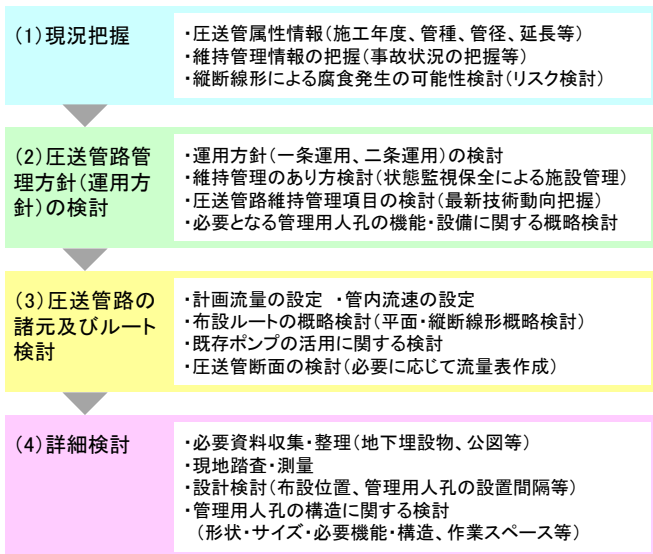 (1)現況把握
・圧送管属性情報(施工年度、管種、管径、延長等)
・維持管理情報の把握(事故状況の把握等)
・縦断線形による腐食発生の可能性検討(リスク検討)
(2)圧送管路管
理方針(運用方
針)の検討
・運用方針(一条運用、二条運用)の検討
・維持管理のあり方検討(状態監視保全による施設管理)
・圧送管路維持管理項目の検討(最新技術動向把握)
・必要となる管理用人孔の機能・設備に関する概略検討
(3)圧送管路の
諸元及びルート
検討
・計画流量の設定 ・管内流速の設定
・布設ルートの概略検討(平面・縦断線形概略検討)
・既存ポンプの活用に関する検討
・圧送管断面の検討(必要に応じて流量表作成)
(4)詳細検討
・必要資料収集・整理(地下埋設物、公図等)
・現地踏査・測量
・設計検討(布設位置、管理用人孔の設置間隔等)
・管理用人孔の構造に関する検討
(形状・サイズ・必要機能・構造、作業スペース等)